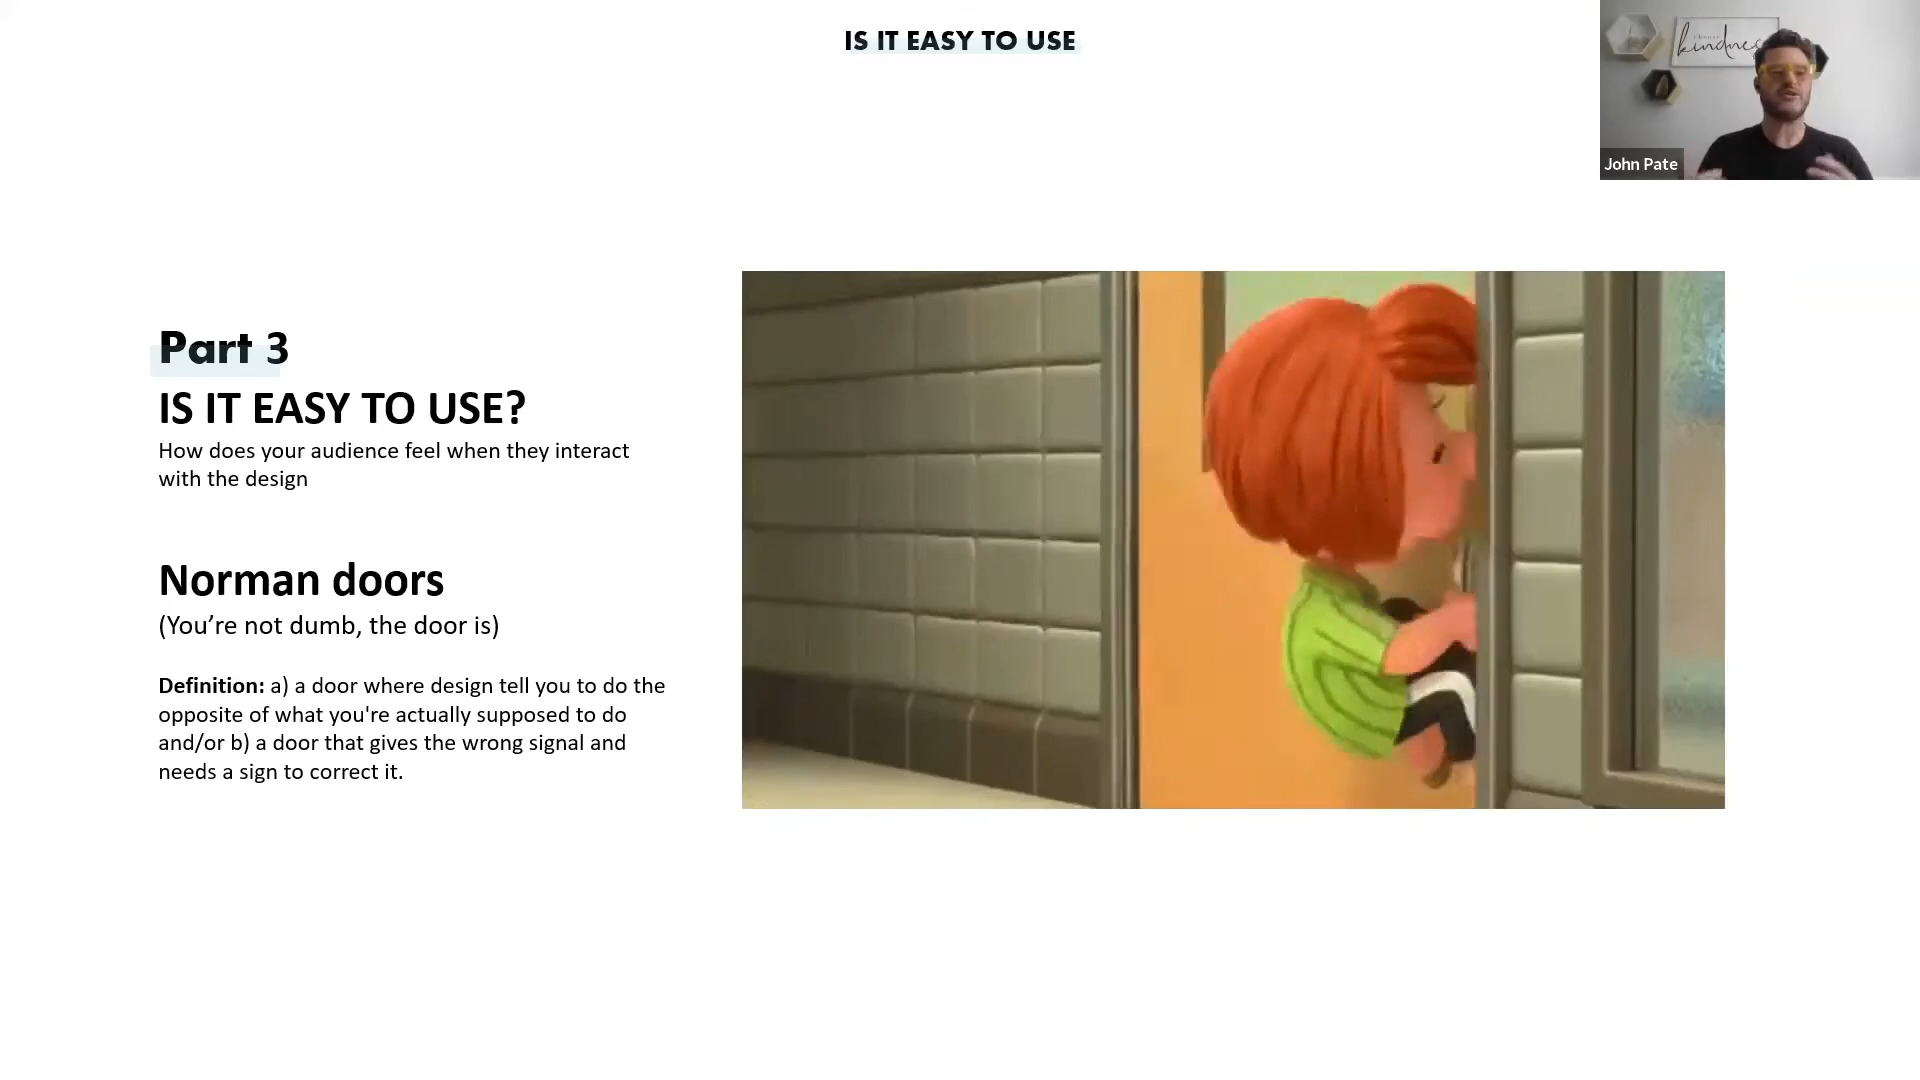 IS IT EASY TO USE
kindness
John Pate
Part 3
IS IT EASY TO USE?
How does your audience feel when they interact
with the design
Norman doors
(You’re not dumb, the door is)
Definition: a) a door where design tell you to do the
opposite of what you're actually supposed to do
and/or b) a door that gives the wrong signal and
needs a sign to correct it.